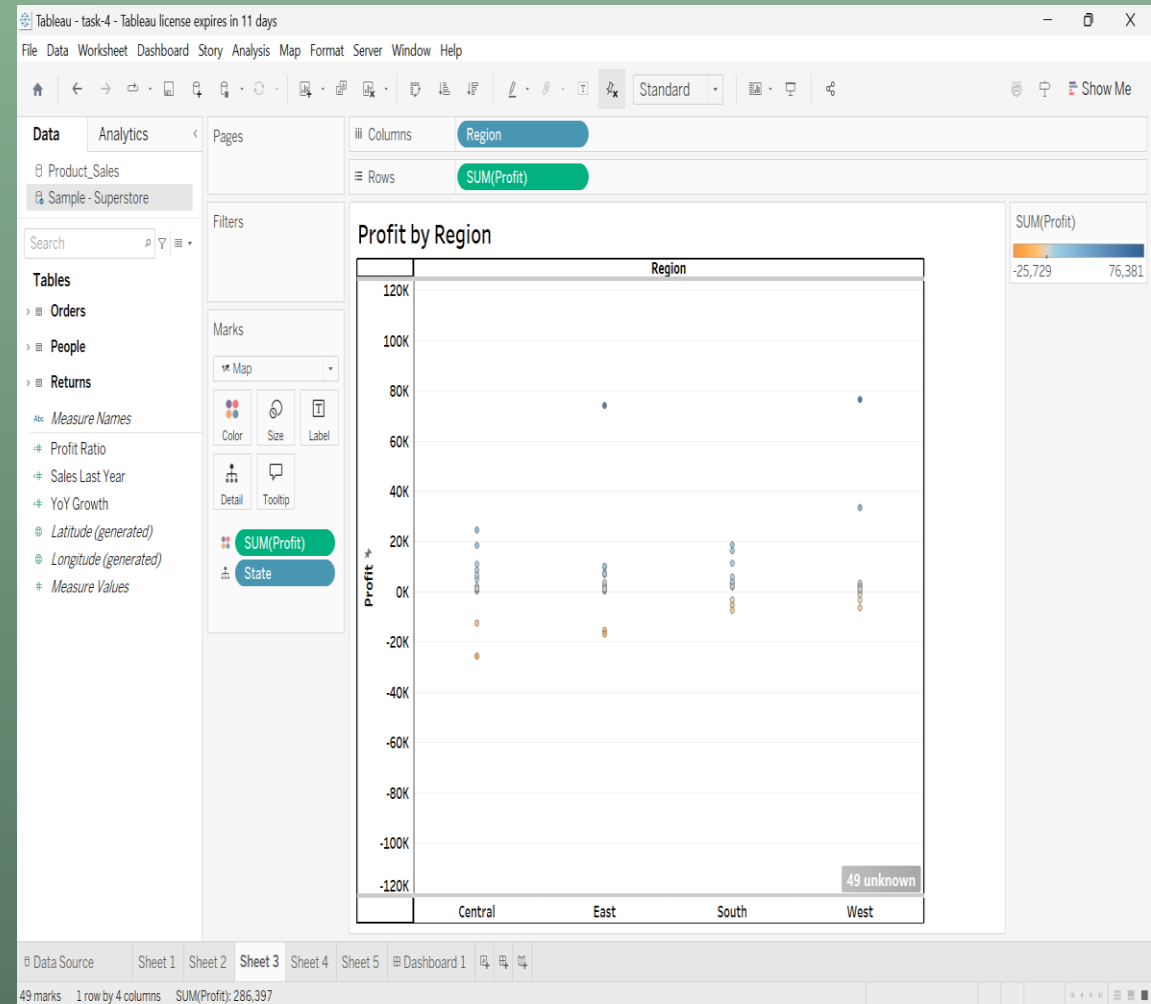 Tableau - task-4 - Tableau license expires in 11 days
File Data Worksheet Dashboard Story Analysis Map Format Server Window Help
Standard
Show Me
Data
Analytics
Product_Sales
Sample - Superstore
Search
Tables
Orders
People
Returns
Abc Measure Names
Profit Ratio
Sales Last Year
YoY Growth
Latitude (generated)
Longitude (generated)
Measure Values
Pages
Filters
Marks
Map
Color Size Label
Detail Tooltip
SUM(Profit)
State
Columns Region
Rows SUM(Profit)
Profit by Region
Region
120K
100K
80K
60K
40K
20K
0K
-20K
-40K
-60K
-80K
-100K
-120K
Profit
49 unknown
Central East South West
SUM(Profit)
-25,729 76,381
Data Source Sheet 1 Sheet 2 Sheet 3 Sheet 4 Sheet 5 Dashboard 1
49 marks 1 row by 4 columns SUM(Profit): 286,397